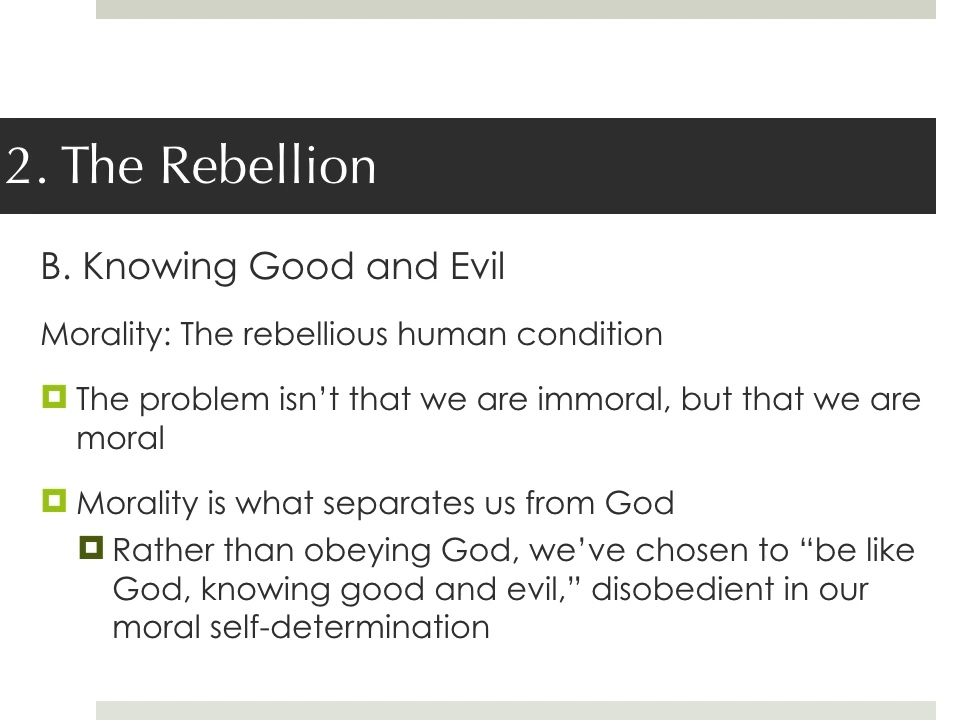 2. The Rebellion
B. Knowing Good and Evil
Morality: The rebellious human condition
The problem isn’t that we are immoral, but that we are
moral
Morality is what separates us from God
Rather than obeying God, we’ve chosen to “be like
God, knowing good and evil,” disobedient in our
moral self-determination